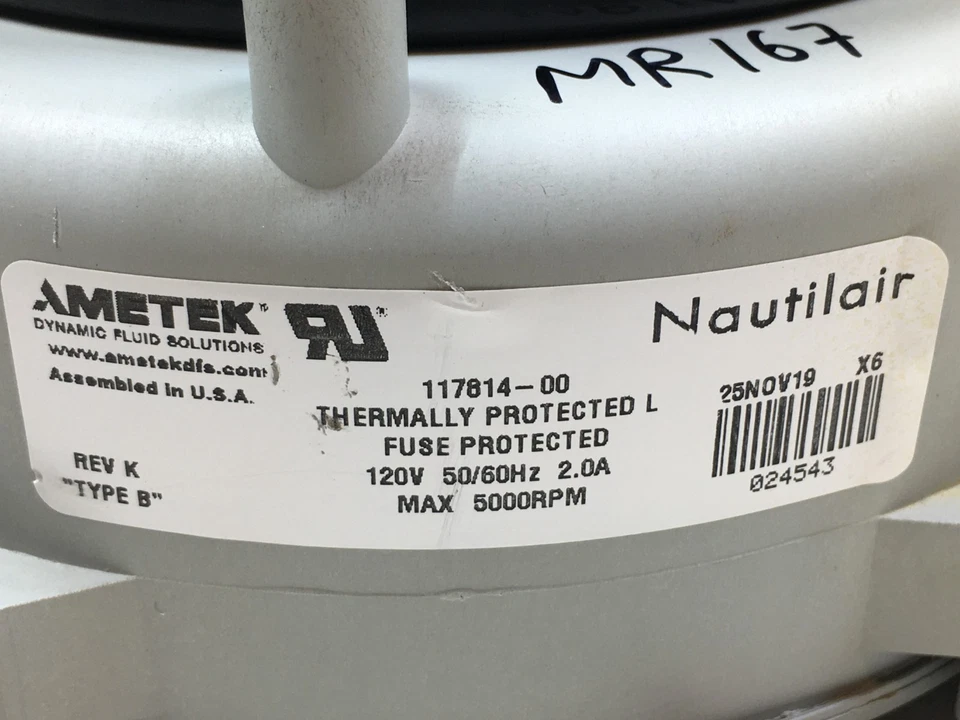 MR167
AMETEK®
DYNAMIC FLUID SOLUTIONS
www.ametekdfs.com
Assembled in U.S.A.
REV K
"TYPE B"
117814-00
THERMALLY PROTECTED L
FUSE PROTECTED
120V 50/60Hz 2.0A
MAX 5000RPM
Nautilair
25NOV19 X6
024543